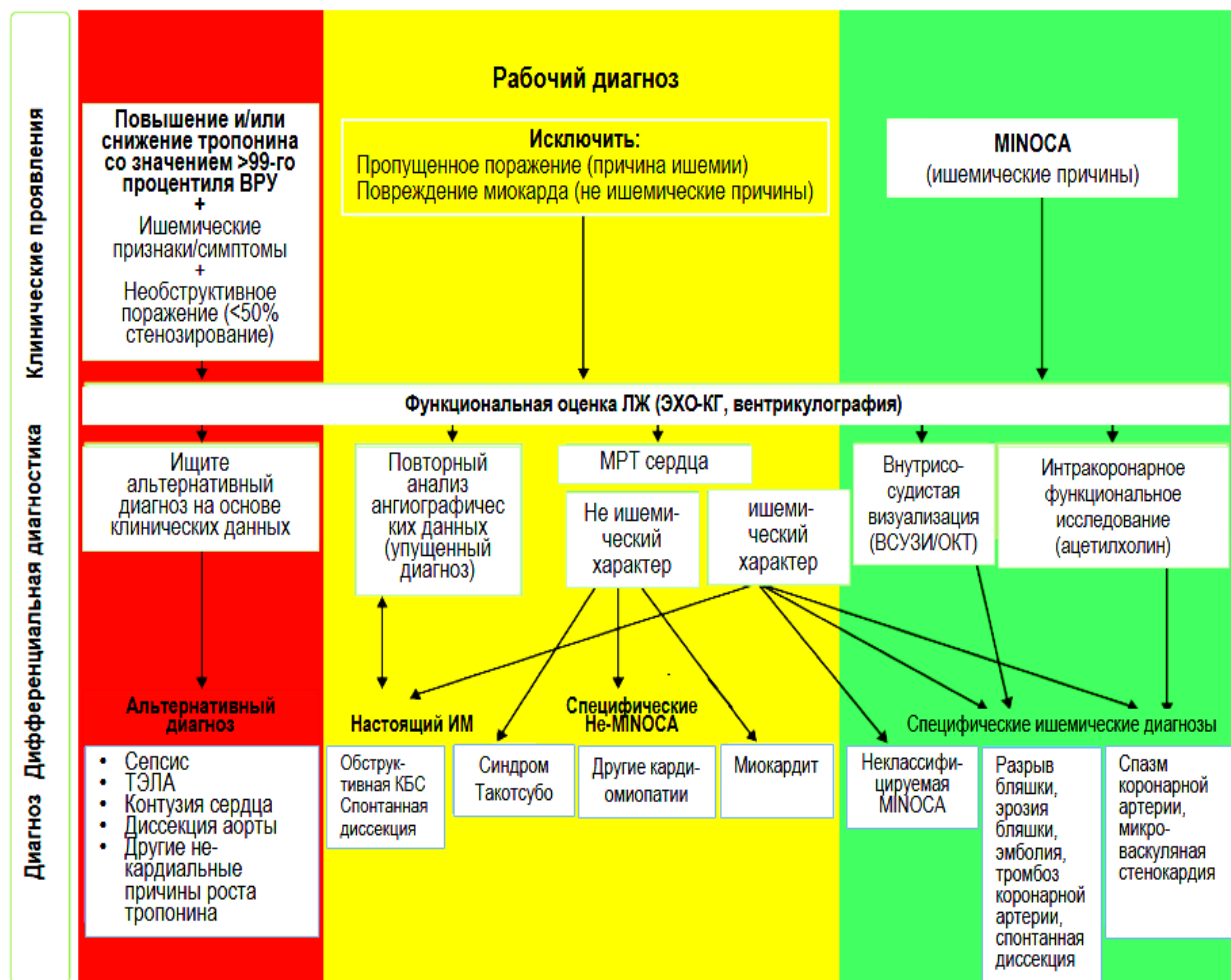 Клинические проявления
Дифференциальная диагностика
Диагноз
Рабочий диагноз
Повышение и/или
снижение тропонина
со значением >99-го
процентиля ВРУ
+
Ишемические
признаки/симптомы
+
Необструктивное
поражение (<50%
стенозирование)
Исключить:
Пропущенное поражение (причина ишемии)
Повреждение миокарда (не ишемические причины)
MINOCA
(ишемические причины)
Функциональная оценка ЛЖ (ЭХО-КГ, вентрикулография)
Ищите
альтернативный
диагноз на основе
клинических данных
Повторный
анализ
ангиографичес
ких данных
(упущенный
диагноз)
МРТ сердца
Не ишеми-
ческий
характер
ишеми-
ческий
характер
Внутрисо-
судистая
визуализация
(ВСУЗИ/ОКТ)
Интракоронарное
функциональное
исследование
(ацетилхолин)
Альтернативный
диагноз
Настоящий ИМ
Специфические
Не-MINOCA
Специфические ишемические диагнозы
• Сепсис
• ТЭЛА
• Контузия сердца
• Диссекция аорты
• Другие не-
кардиальные
причины роста
тропонина
Обструк-
тивная КБС
Спонтанная
диссекция
Синдром
Такотсубо
Другие карди-
омиопатии
Миокардит
Неклассифи-
цируемая
MINOCA
Разрыв
бляшки,
эрозия
бляшки,
эмболия,
тромбоз
коронарной
артерии,
спонтанная
диссекция
Спазм
коронарной
артерии,
микро-
васкуляная
стенокардия